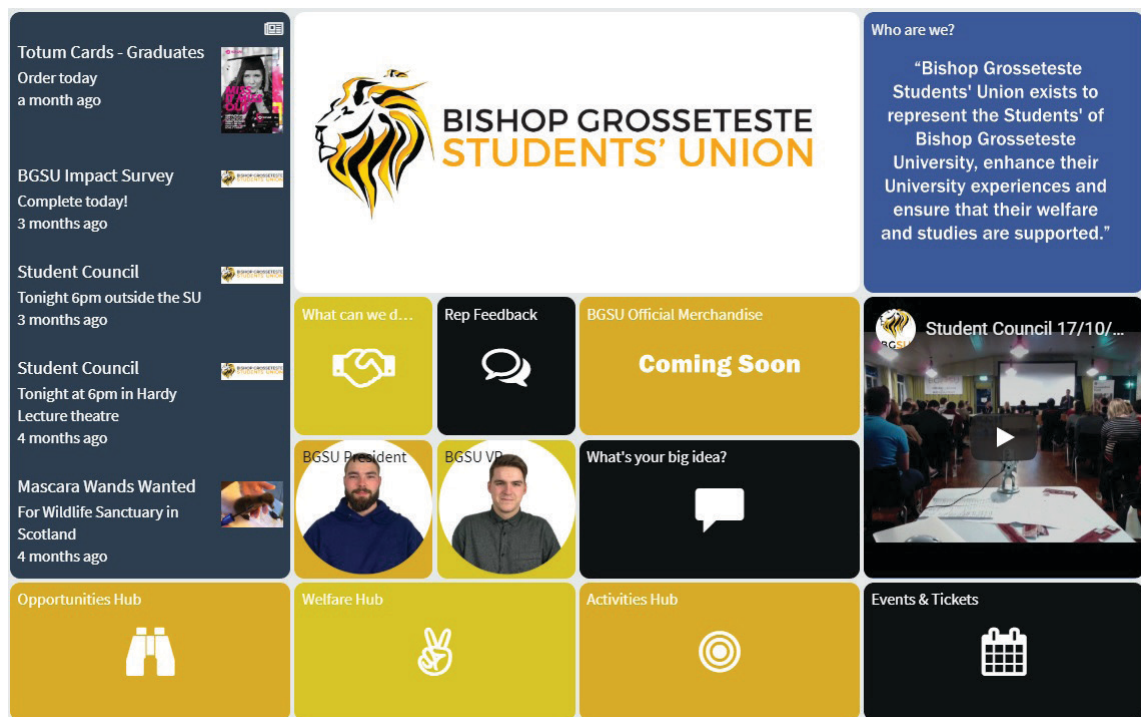 Totum Cards - Graduates
Order today
a month ago
BGSU Impact Survey
Complete today!
3 months ago
Student Council
Tonight 6pm outside the SU
3 months ago
Student Council
Tonight at 6pm in Hardy
Lecture theatre
4 months ago
Mascara Wands Wanted
For Wildlife Sanctuary in
Scotland
4 months ago
BISHOP GROSSETESTE
STUDENTS' UNION
Who are we?
“Bishop Grosseteste
Students' Union exists to
represent the Students' of
Bishop Grosseteste
University, enhance their
University experiences and
ensure that their welfare
and studies are supported.”
What can we d...
Rep Feedback
BGSU Official Merchandise
Coming Soon
BGSU
Student Council 17/10/...
BGSU President
BGSU VP
What's your big idea?
Opportunities Hub
Welfare Hub
Activities Hub
Events & Tickets